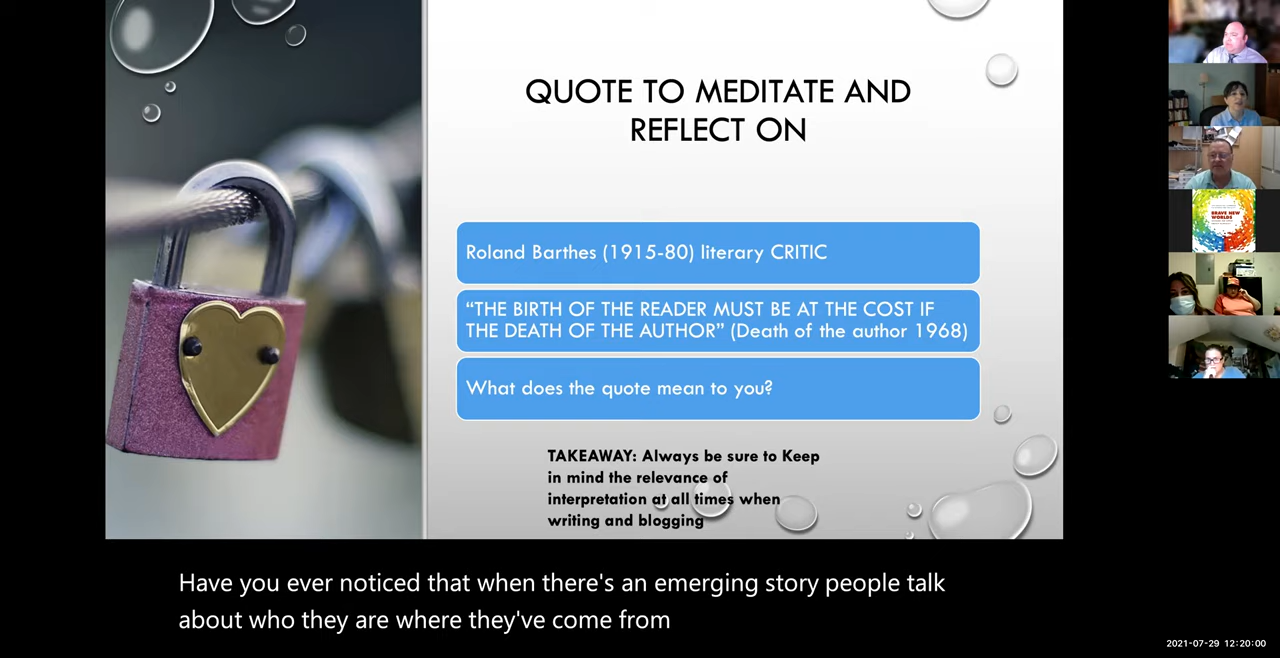 QUOTE TO MEDITATE AND
REFLECT ON
Roland Barthes (1915-80) literary CRITIC
“THE BIRTH OF THE READER MUST BE AT THE COST IF
THE DEATH OF THE AUTHOR” (Death of the author 1968)
What does the quote mean to you?
TAKEAWAY: Always be sure to Keep
in mind the relevance of
interpretation at all times when
writing and blogging
BRAVE NEW
WORLDS
Have you ever noticed that when there's an emerging story people talk
about who they are where they've come from
2021-07-29 12:20:00